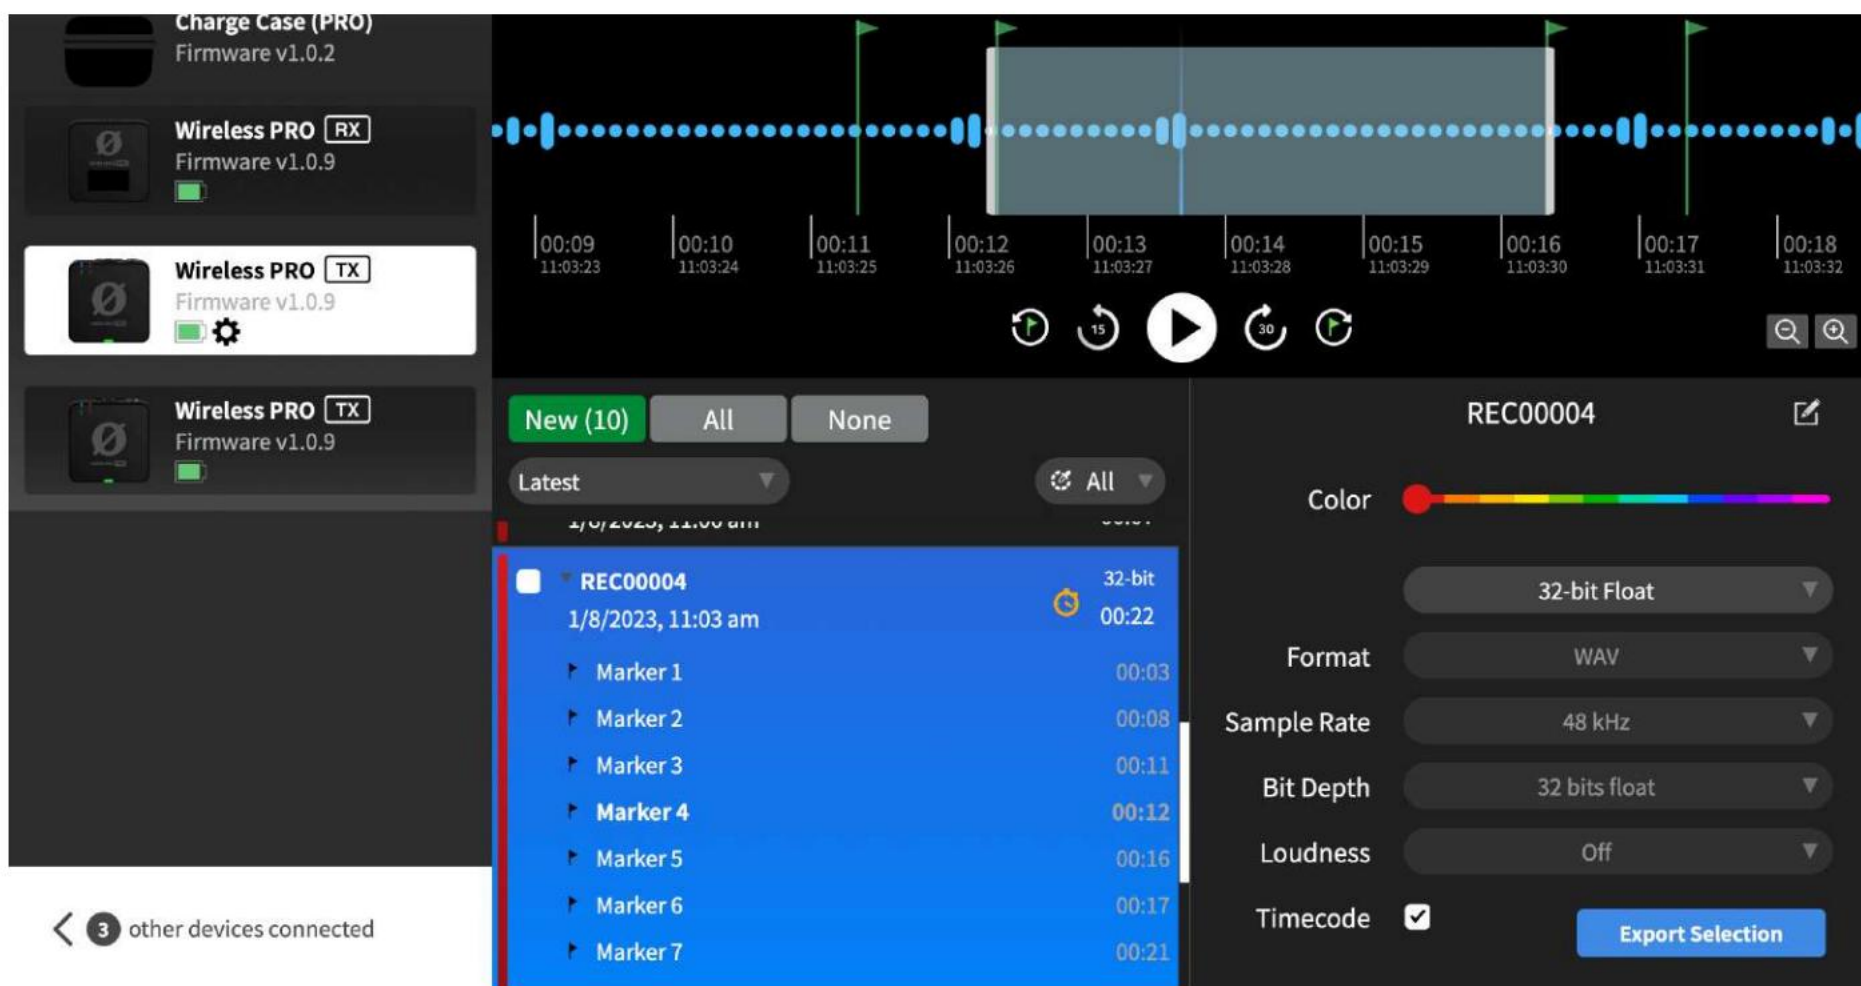 Charge Case (PRO)
Firmware v1.0.2
Wireless PRO RX
Firmware v1.0.9
Wireless PRO TX
Firmware v1.0.9
Wireless PRO TX
Firmware v1.0.9
3 other devices connected
00:09 00:10 00:11 00:12 00:13 00:14 00:15 00:16 00:17 00:18
11:03:23 11:03:24 11:03:25 11:03:26 11:03:27 11:03:28 11:03:29 11:03:30 11:03:31 11:03:32
15 30
New (10) All None
Latest All
1/8/2023, 11:00 am
REC00004 32-bit
1/8/2023, 11:03 am 00:22
Marker 1 00:03
Marker 2 00:08
Marker 3 00:11
Marker 4 00:12
Marker 5 00:16
Marker 6 00:17
Marker 7 00:21
REC00004
Color
32-bit Float
Format WAV
Sample Rate 48 kHz
Bit Depth 32 bits float
Loudness Off
Timecode
Export Selection